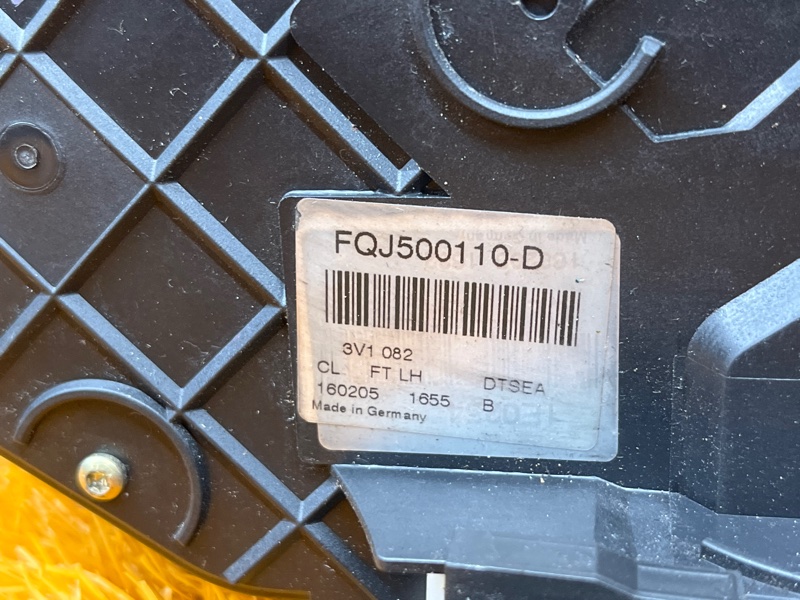 FQJ500110-D
3V1 082
CL FT LH DTSEA
160205 1655 B
Made in Germany